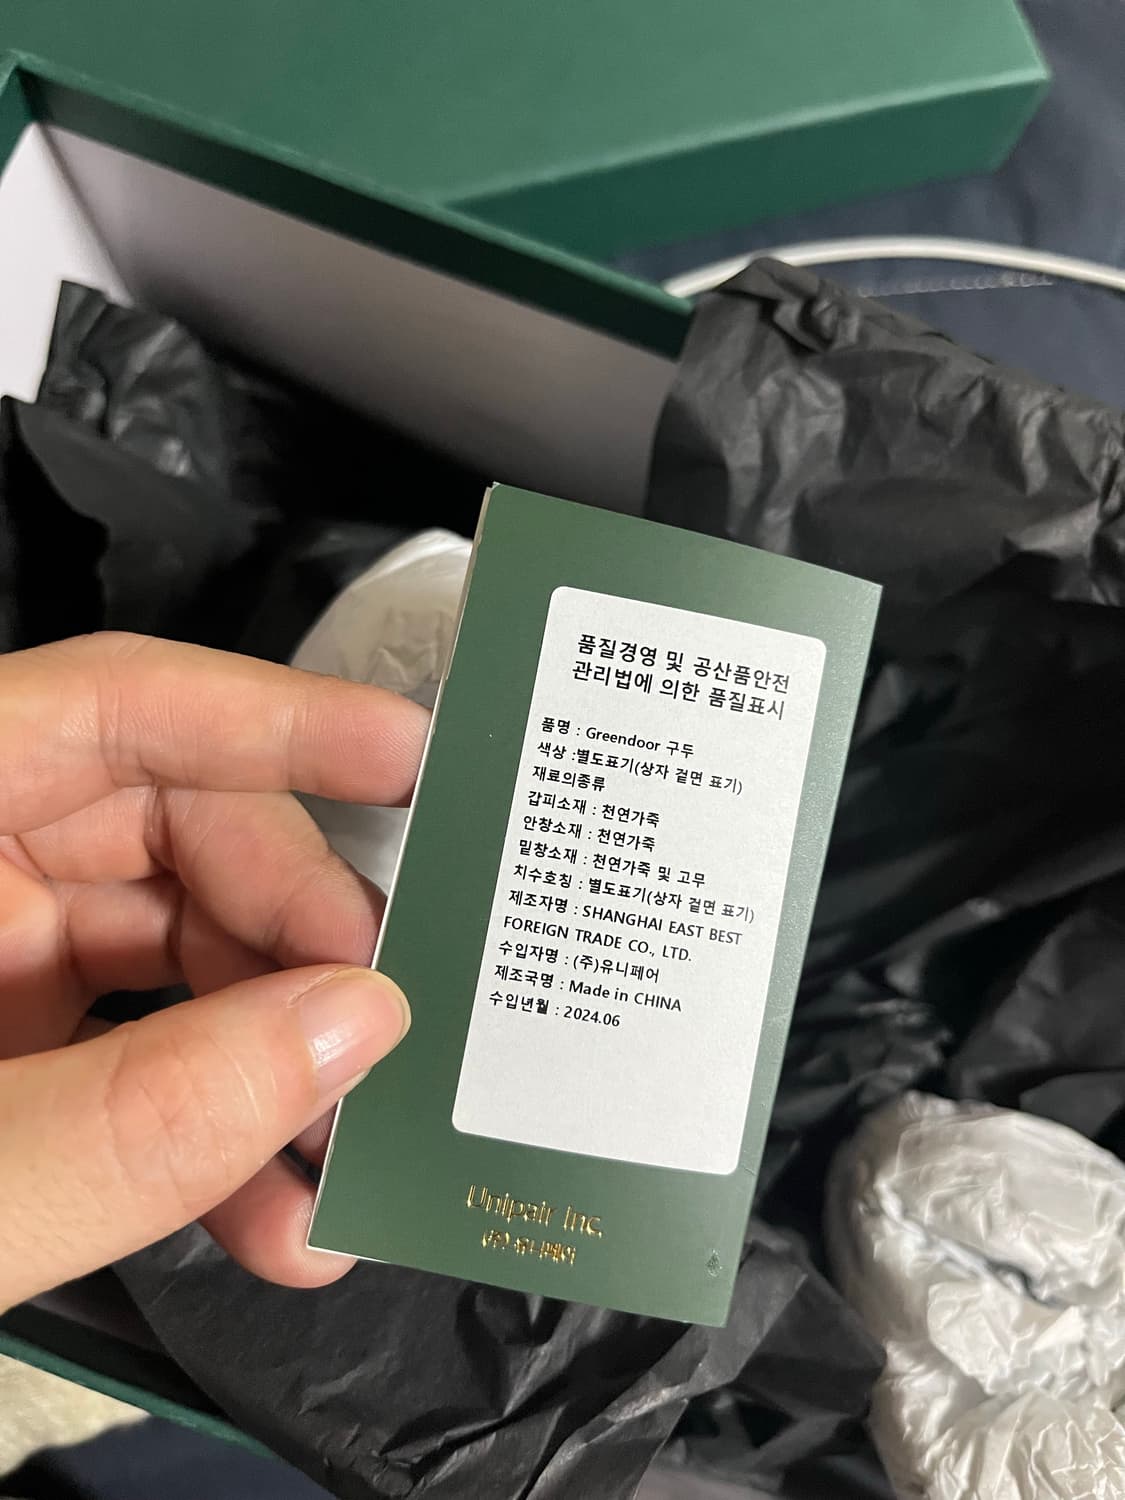 품질경영 및 공산품안전
관리법에 의한 품질표시
품명 : Greendoor 구두
색상 :별도표기(상자 겉면 표기)
재료의종류
갑피소재 : 천연가죽
안창소재 : 천연가죽
밑창소재 : 천연가죽 및 고무
치수호칭 : 별도표기(상자 겉면 표기)
제조자명 : SHANGHAI EAST BEST
FOREIGN TRADE CO., LTD.
수입자명 : (주)유니페어
제조국명 : Made in CHINA
수입년월 : 2024.06
Unipair Inc.
(주) 유니페어